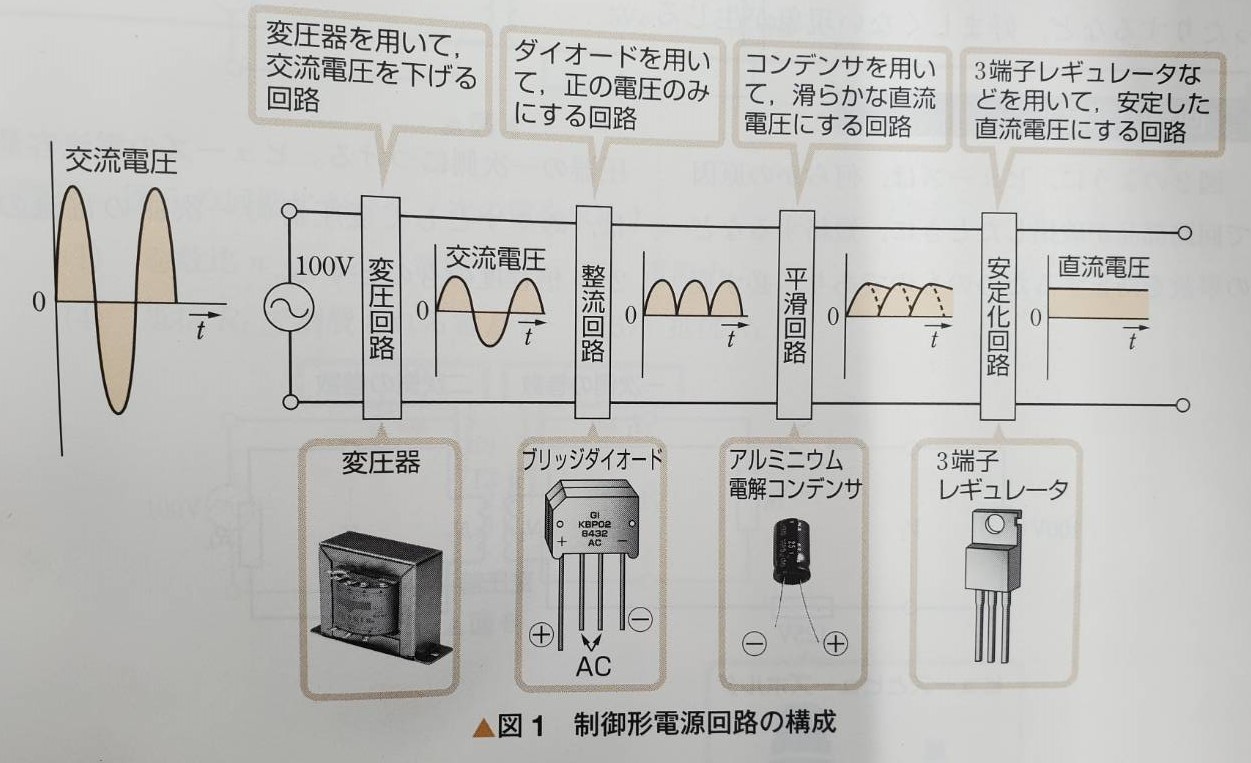 変圧器を用いて，
交流電圧を下げる
回路
ダイオードを用い
て，正の電圧のみ
にする回路
コンデンサを用い
て，滑らかな直流
電圧にする回路
3端子レギュレータな
どを用いて，安定した
直流電圧にする回路
交流電圧
0
t
100V
変圧回路
交流電圧
0
t
整流回路
0
t
平滑回路
0
t
安定化回路
直流電圧
0
t
変圧器
ブリッジダイオード
GI
KBP02
8432
AC
+ −
+
−
AC
アルミニウム
電解コンデンサ
−
+
3端子
レギュレータ
▲図1 制御形電源回路の構成